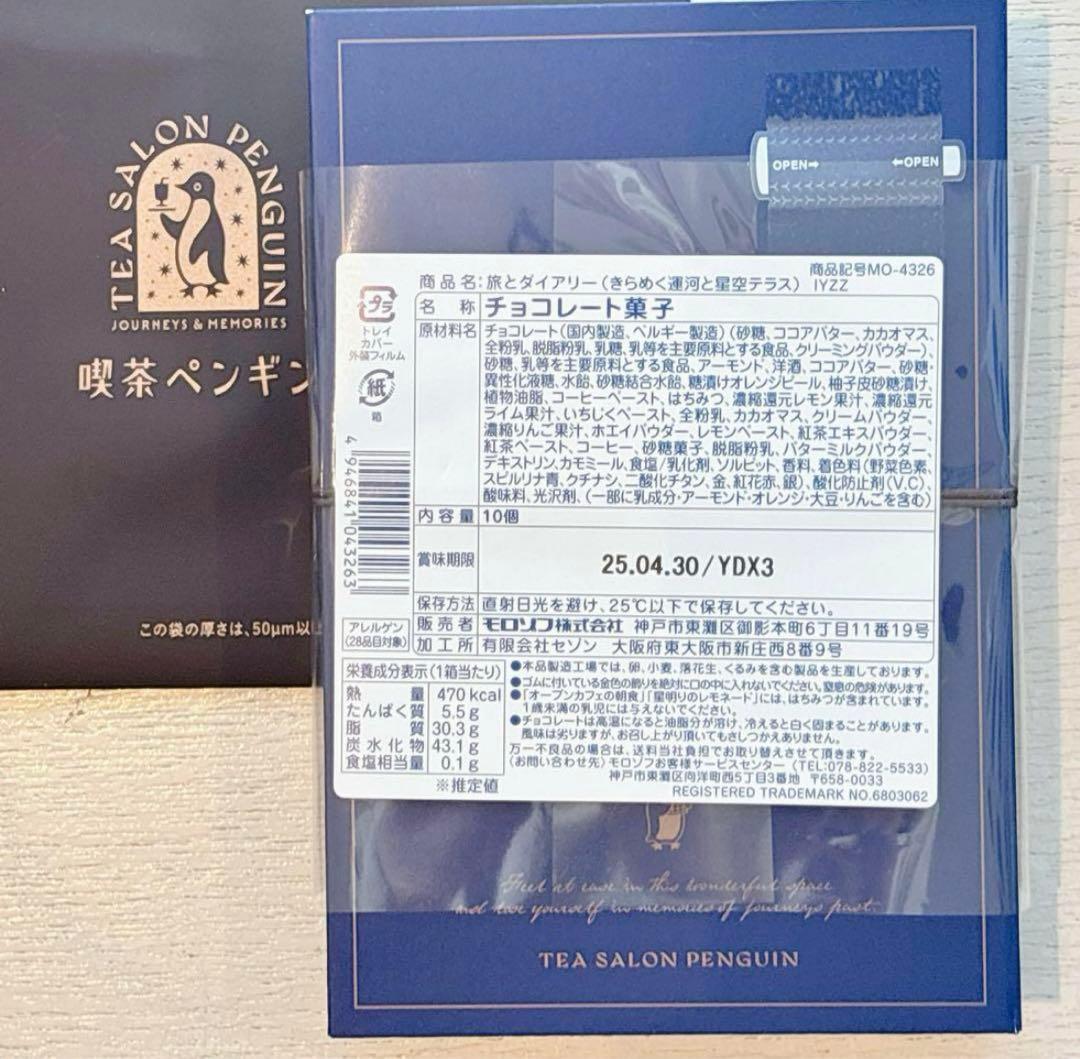 TEA SALON PENGUIN
JOURNEYS & MEMORIES
喫茶ペンギン
この袋の厚さは、50μm以
OPEN→
←OPEN
商品記号MO-4326
商品名:旅とダイアリー(きらめく運河と星空テラス) IYZZ
プラ
トレイ
カバー
外装フィルム
紙
箱
4946841043263
名称 チョコレート菓子
原材料名 チョコレート(国内製造、ベルギー製造)(砂糖、ココアバター、カカオマス、
全粉乳、脱脂粉乳、乳糖、乳等を主要原料とする食品、クリーミングパウダー)、
砂糖、乳等を主要原料とする食品、アーモンド、洋酒、ココアバター、砂糖・
異性化液糖、水飴、砂糖結合水飴、糖漬けオレンジピール、柚子皮砂糖漬け、
植物油脂、コーヒーペースト、はちみつ、濃縮還元レモン果汁、濃縮還元
ライム果汁、いちじくペースト、全粉乳、カカオマス、クリームパウダー、
濃縮りんご果汁、ホエイパウダー、レモンペースト、紅茶エキスパウダー、
紅茶ペースト、コーヒー、砂糖菓子、脱脂粉乳、バターミルクパウダー、
デキストリン、カモミール、食塩/乳化剤、ソルビット、香料、着色料(野菜色素、
スピルリナ青、クチナシ、二酸化チタン、金、紅花赤、銀)、酸化防止剤(V.C)、
酸味料、光沢剤、(一部に乳成分・アーモンド・オレンジ・大豆・りんごを含む)
内容量 10個
賞味期限 25.04.30/YDX3
保存方法 直射日光を避け、25℃以下で保存してください。
販売者 モロゾフ株式会社 神戸市東灘区御影本町6丁目11番19号
加工所 有限会社セゾン 大阪府東大阪市新庄西8番9号
アレルゲン
(28品目対象)
栄養成分表示(1箱当たり)
熱量 470 kcal
たんぱく質 5.5g
脂質 30.3g
炭水化物 43.1g
食塩相当量 0.1g
※推定値
●本品製造工場では、卵、小麦、落花生、くるみを含む製品を生産しております。
●ゴムに付いている金色の飾りを絶対に口の中に入れないでください。窒息の危険があります。
●「オープンカフェの朝食」「星明りのレモネード」には、はちみつが含まれています。
1歳未満の乳児には与えないでください。
●チョコレートは高温になると油脂分が溶け、冷えると白く固まることがあります。
風味は劣りますが、お召し上がり頂いてもさしつかえありません。
万一不良品の場合は、送料当社負担でお取り替えさせて頂きます。
(お問い合わせ先)モロゾフお客様サービスセンター (TEL:078-822-5533)
神戸市東灘区向洋町西5丁目3番地 〒658-0033
REGISTERED TRADEMARK NO.6803062
Feel at ease in this wonderful space
and lose yourself in memories of journeys past.
TEA SALON PENGUIN